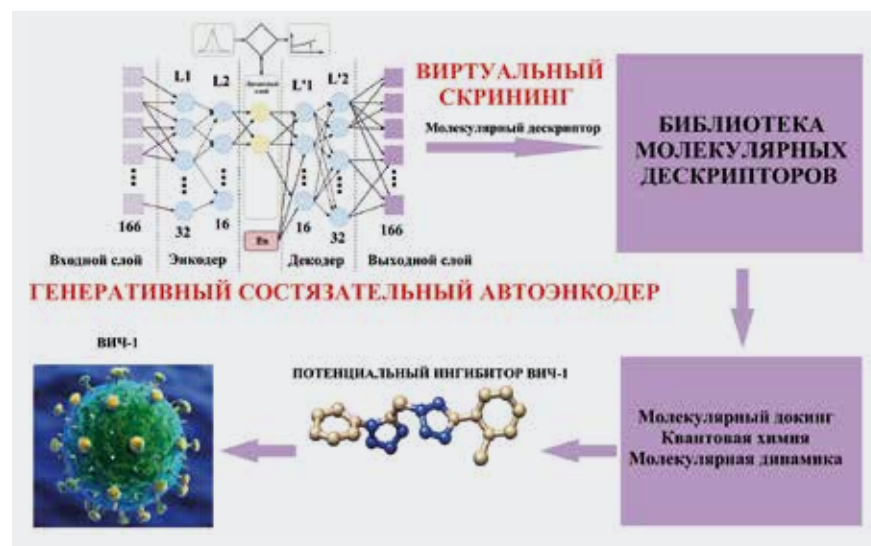 L1
L2
L'1
L'2
166
32
16
En
16
32
166
Входной слой
Энкодер
Декодер
Выходной слой
ВИРТУАЛЬНЫЙ
СКРИНИНГ
Молекулярный дескриптор
БИБЛИОТЕКА
МОЛЕКУЛЯРНЫХ
ДЕСКРИПТОРОВ
ГЕНЕРАТИВНЫЙ СОСТЯЗАТЕЛЬНЫЙ АВТОЭНКОДЕР
ВИЧ-1
ПОТЕНЦИАЛЬНЫЙ ИНГИБИТОР ВИЧ-1
Молекулярный докинг
Квантовая химия
Молекулярная динамика